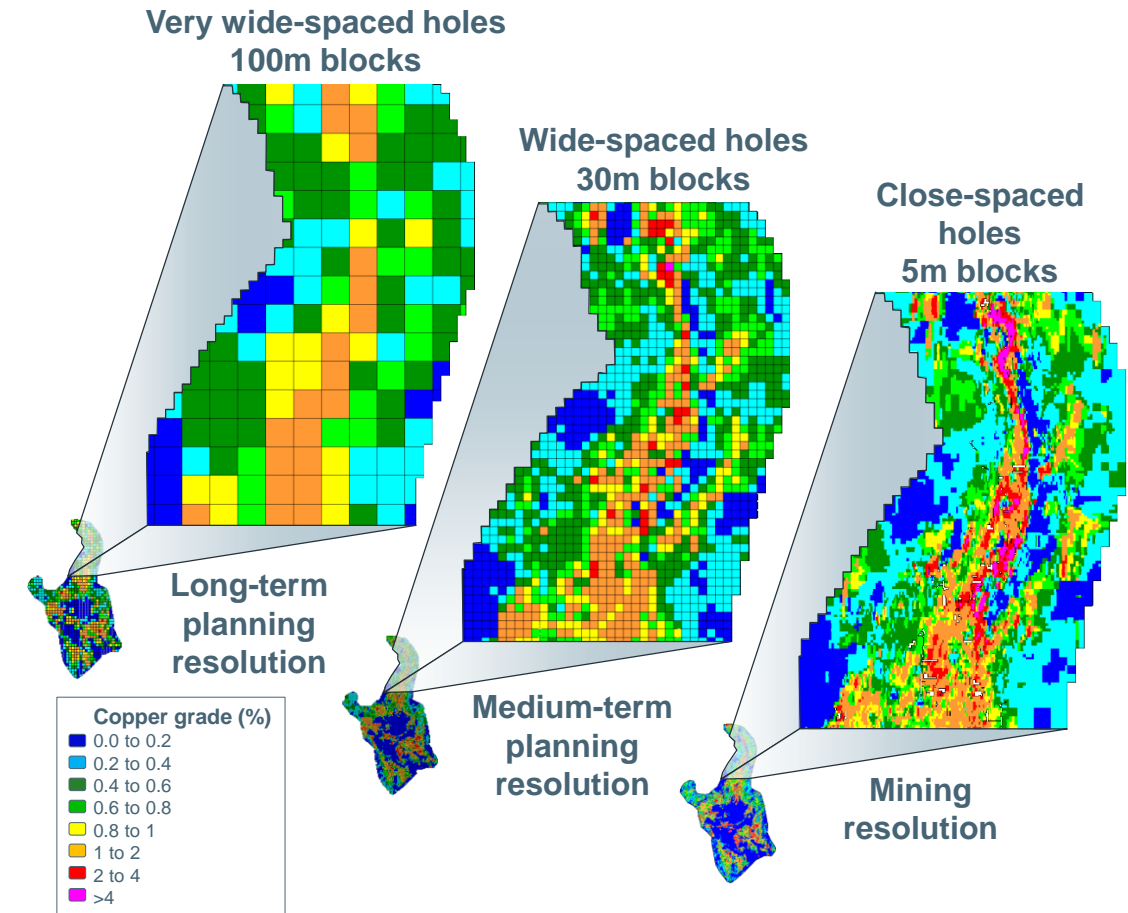 Very wide-spaced holes
100m blocks
Wide-spaced holes
30m blocks
Close-spaced
holes
5m blocks
Long-term
planning
resolution
Medium-term
planning
resolution
Mining
resolution
Copper grade (%)
0.0 to 0.2
0.2 to 0.4
0.4 to 0.6
0.6 to 0.8
0.8 to 1
1 to 2
2 to 4
>4